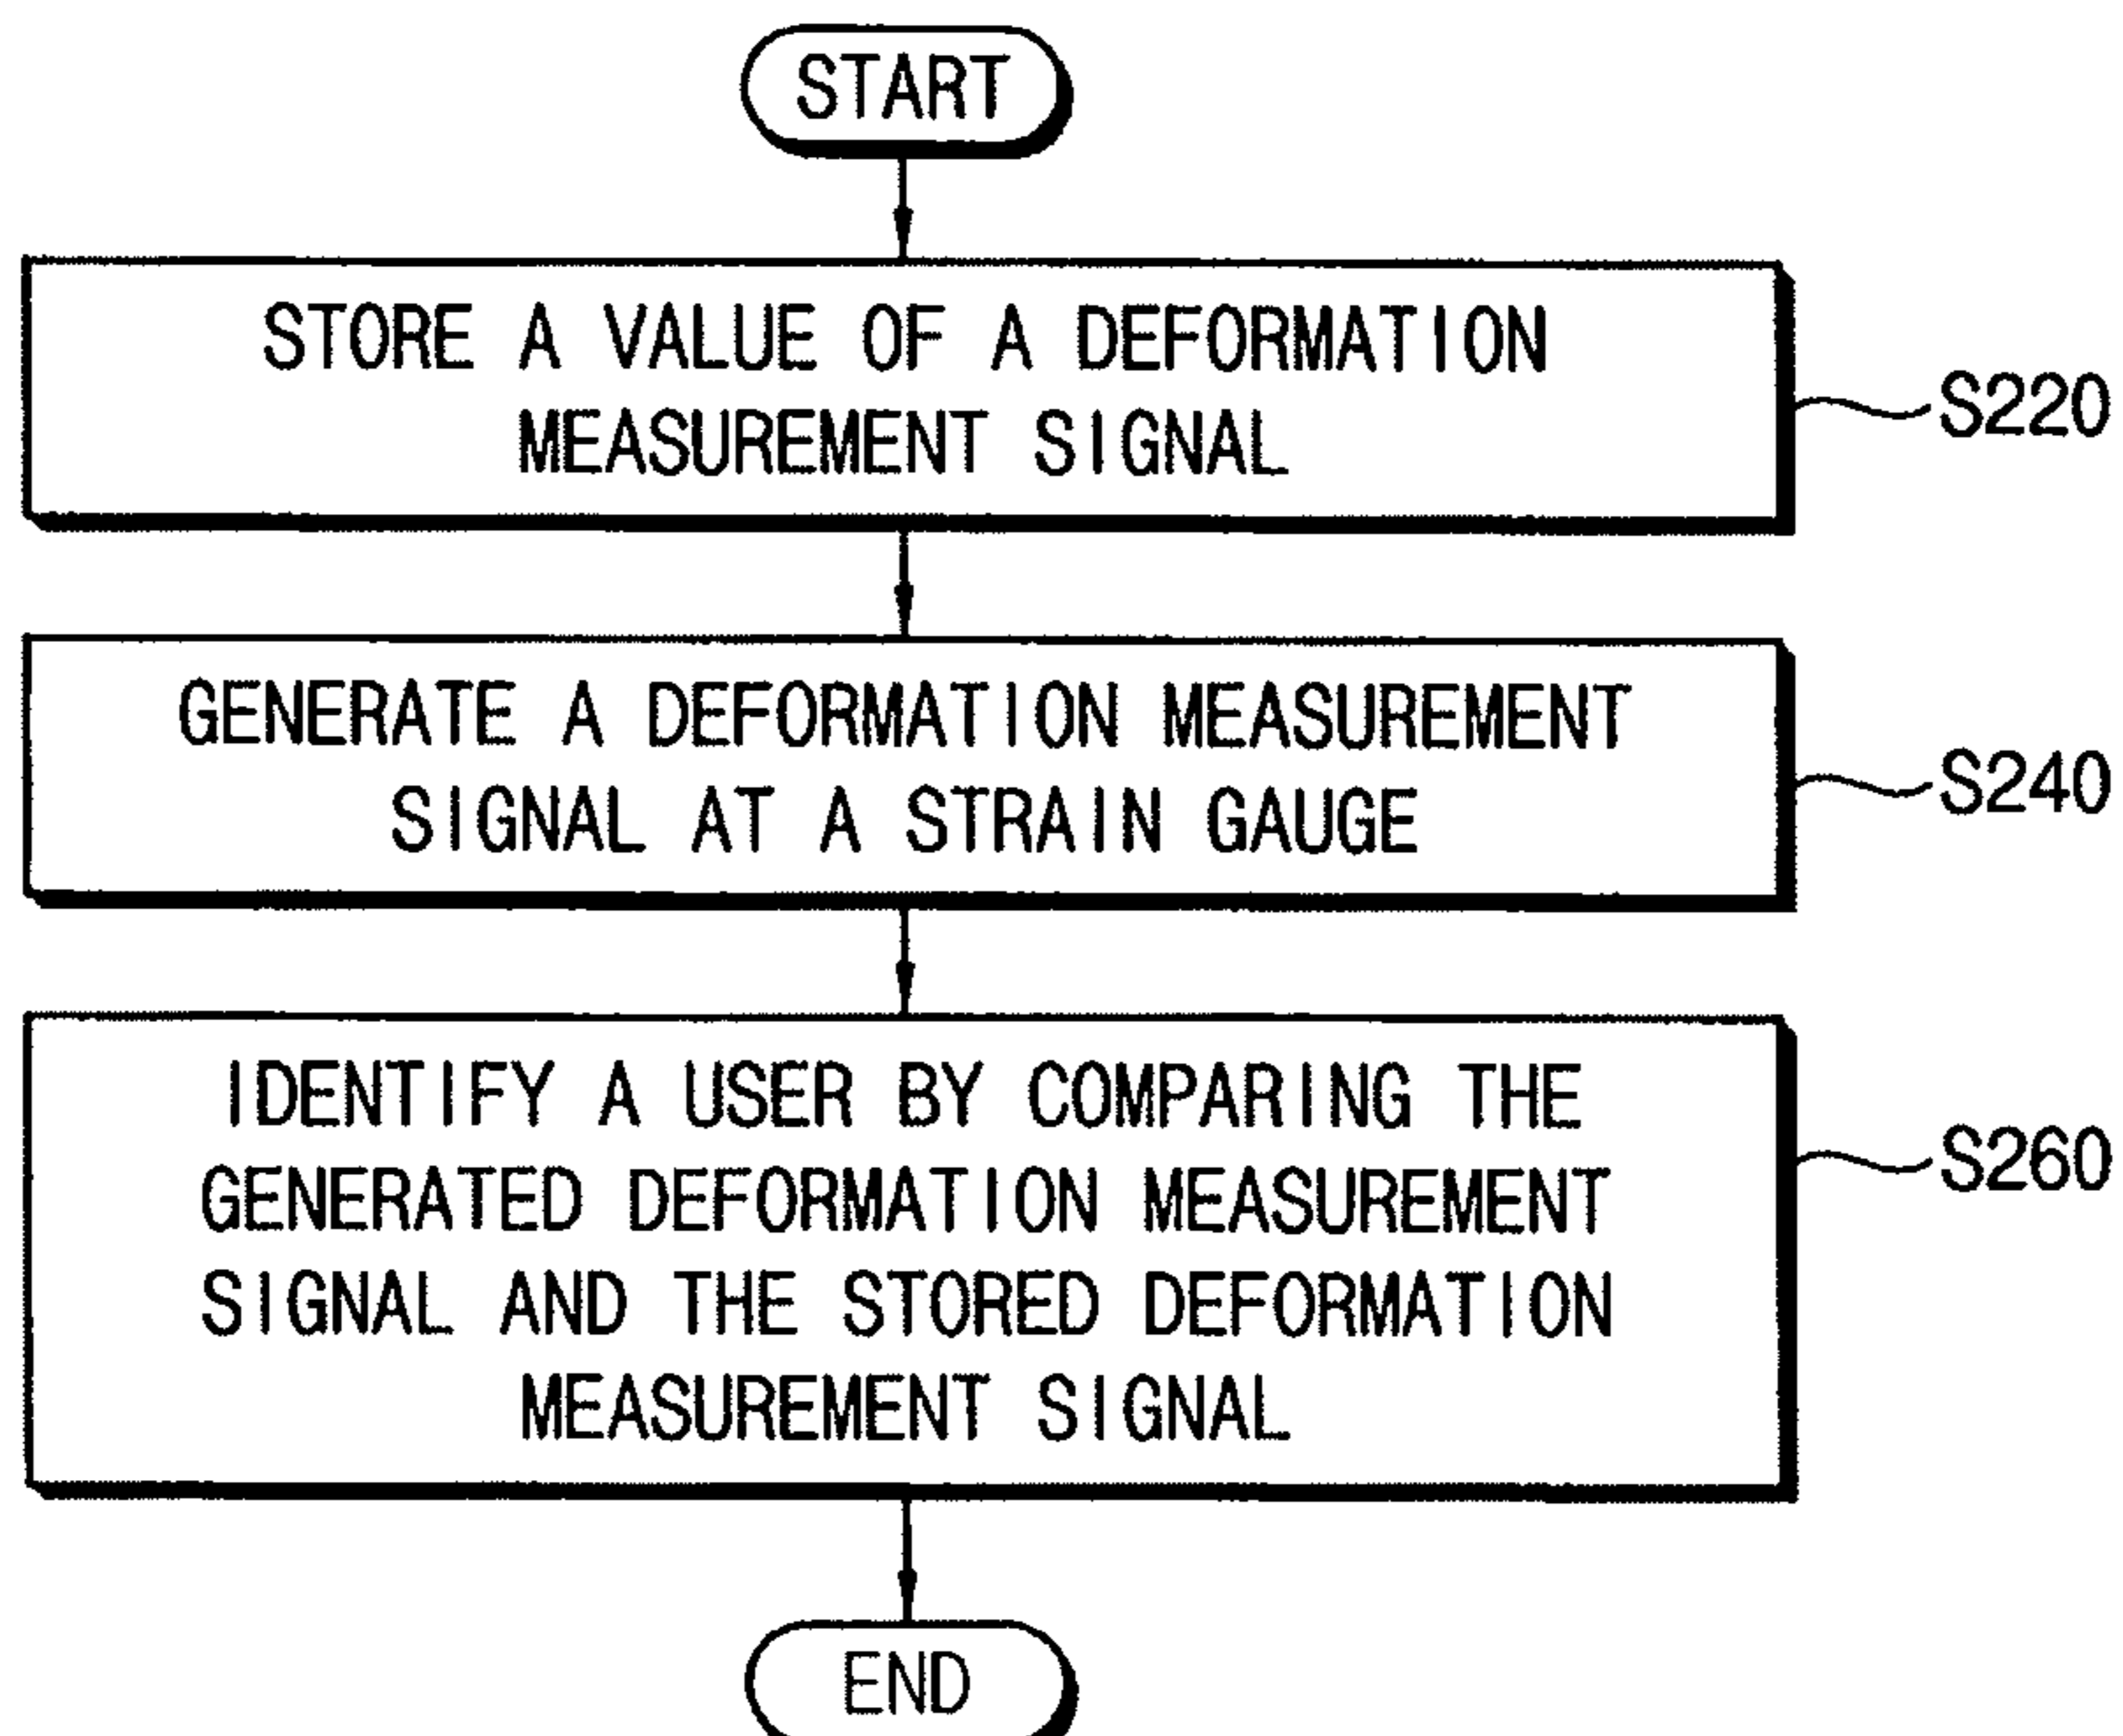 START
STORE A VALUE OF A DEFORMATION
MEASUREMENT SIGNAL
S220
GENERATE A DEFORMATION MEASUREMENT
SIGNAL AT A STRAIN GAUGE
S240
IDENTIFY A USER BY COMPARING THE
GENERATED DEFORMATION MEASUREMENT
SIGNAL AND THE STORED DEFORMATION
MEASUREMENT SIGNAL
S260
END